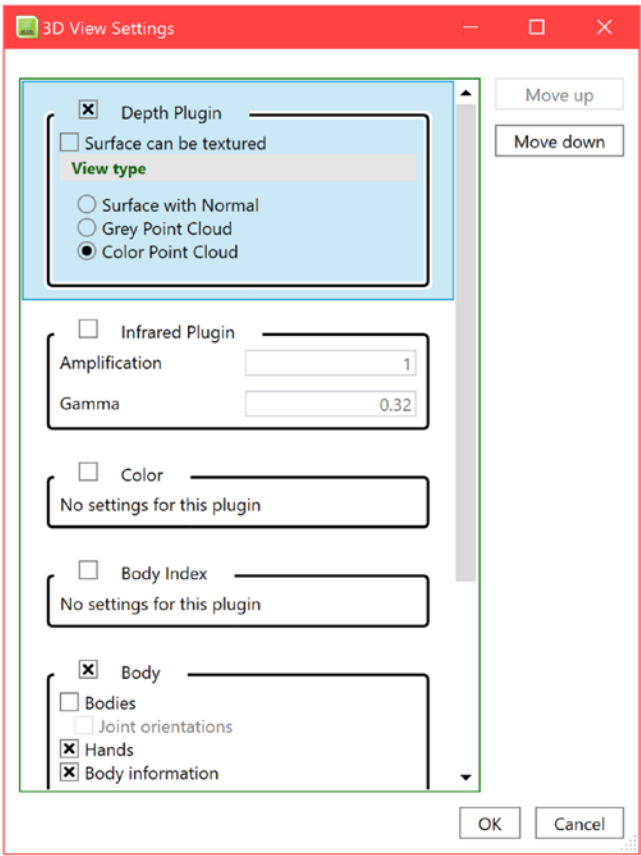 3D View Settings
Move up
Move down
Depth Plugin
Surface can be textured
View type
Surface with Normal
Grey Point Cloud
Color Point Cloud
Infrared Plugin
Amplification 1
Gamma 0.32
Color
No settings for this plugin
Body Index
No settings for this plugin
Body
Bodies
Joint orientations
Hands
Body information
OK Cancel